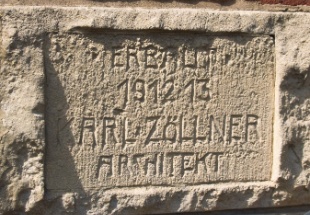 ·ERBAUT·
1912·13
KARL·ZÖLLNER
ARCHITEKT